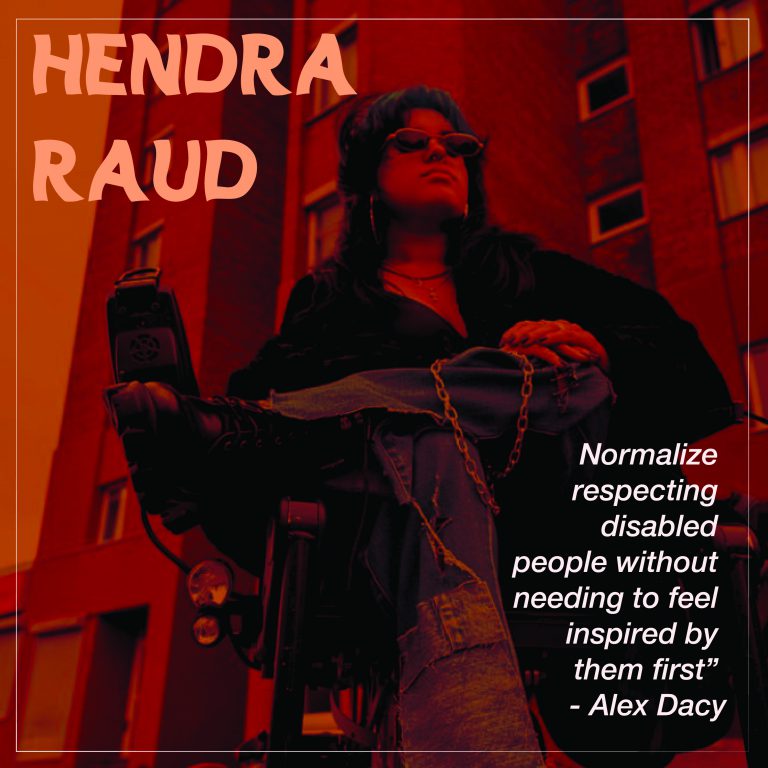 HENDRA
RAUD
Normalize
respecting
disabled
people without
needing to feel
inspired by
them first”
- Alex Dacy